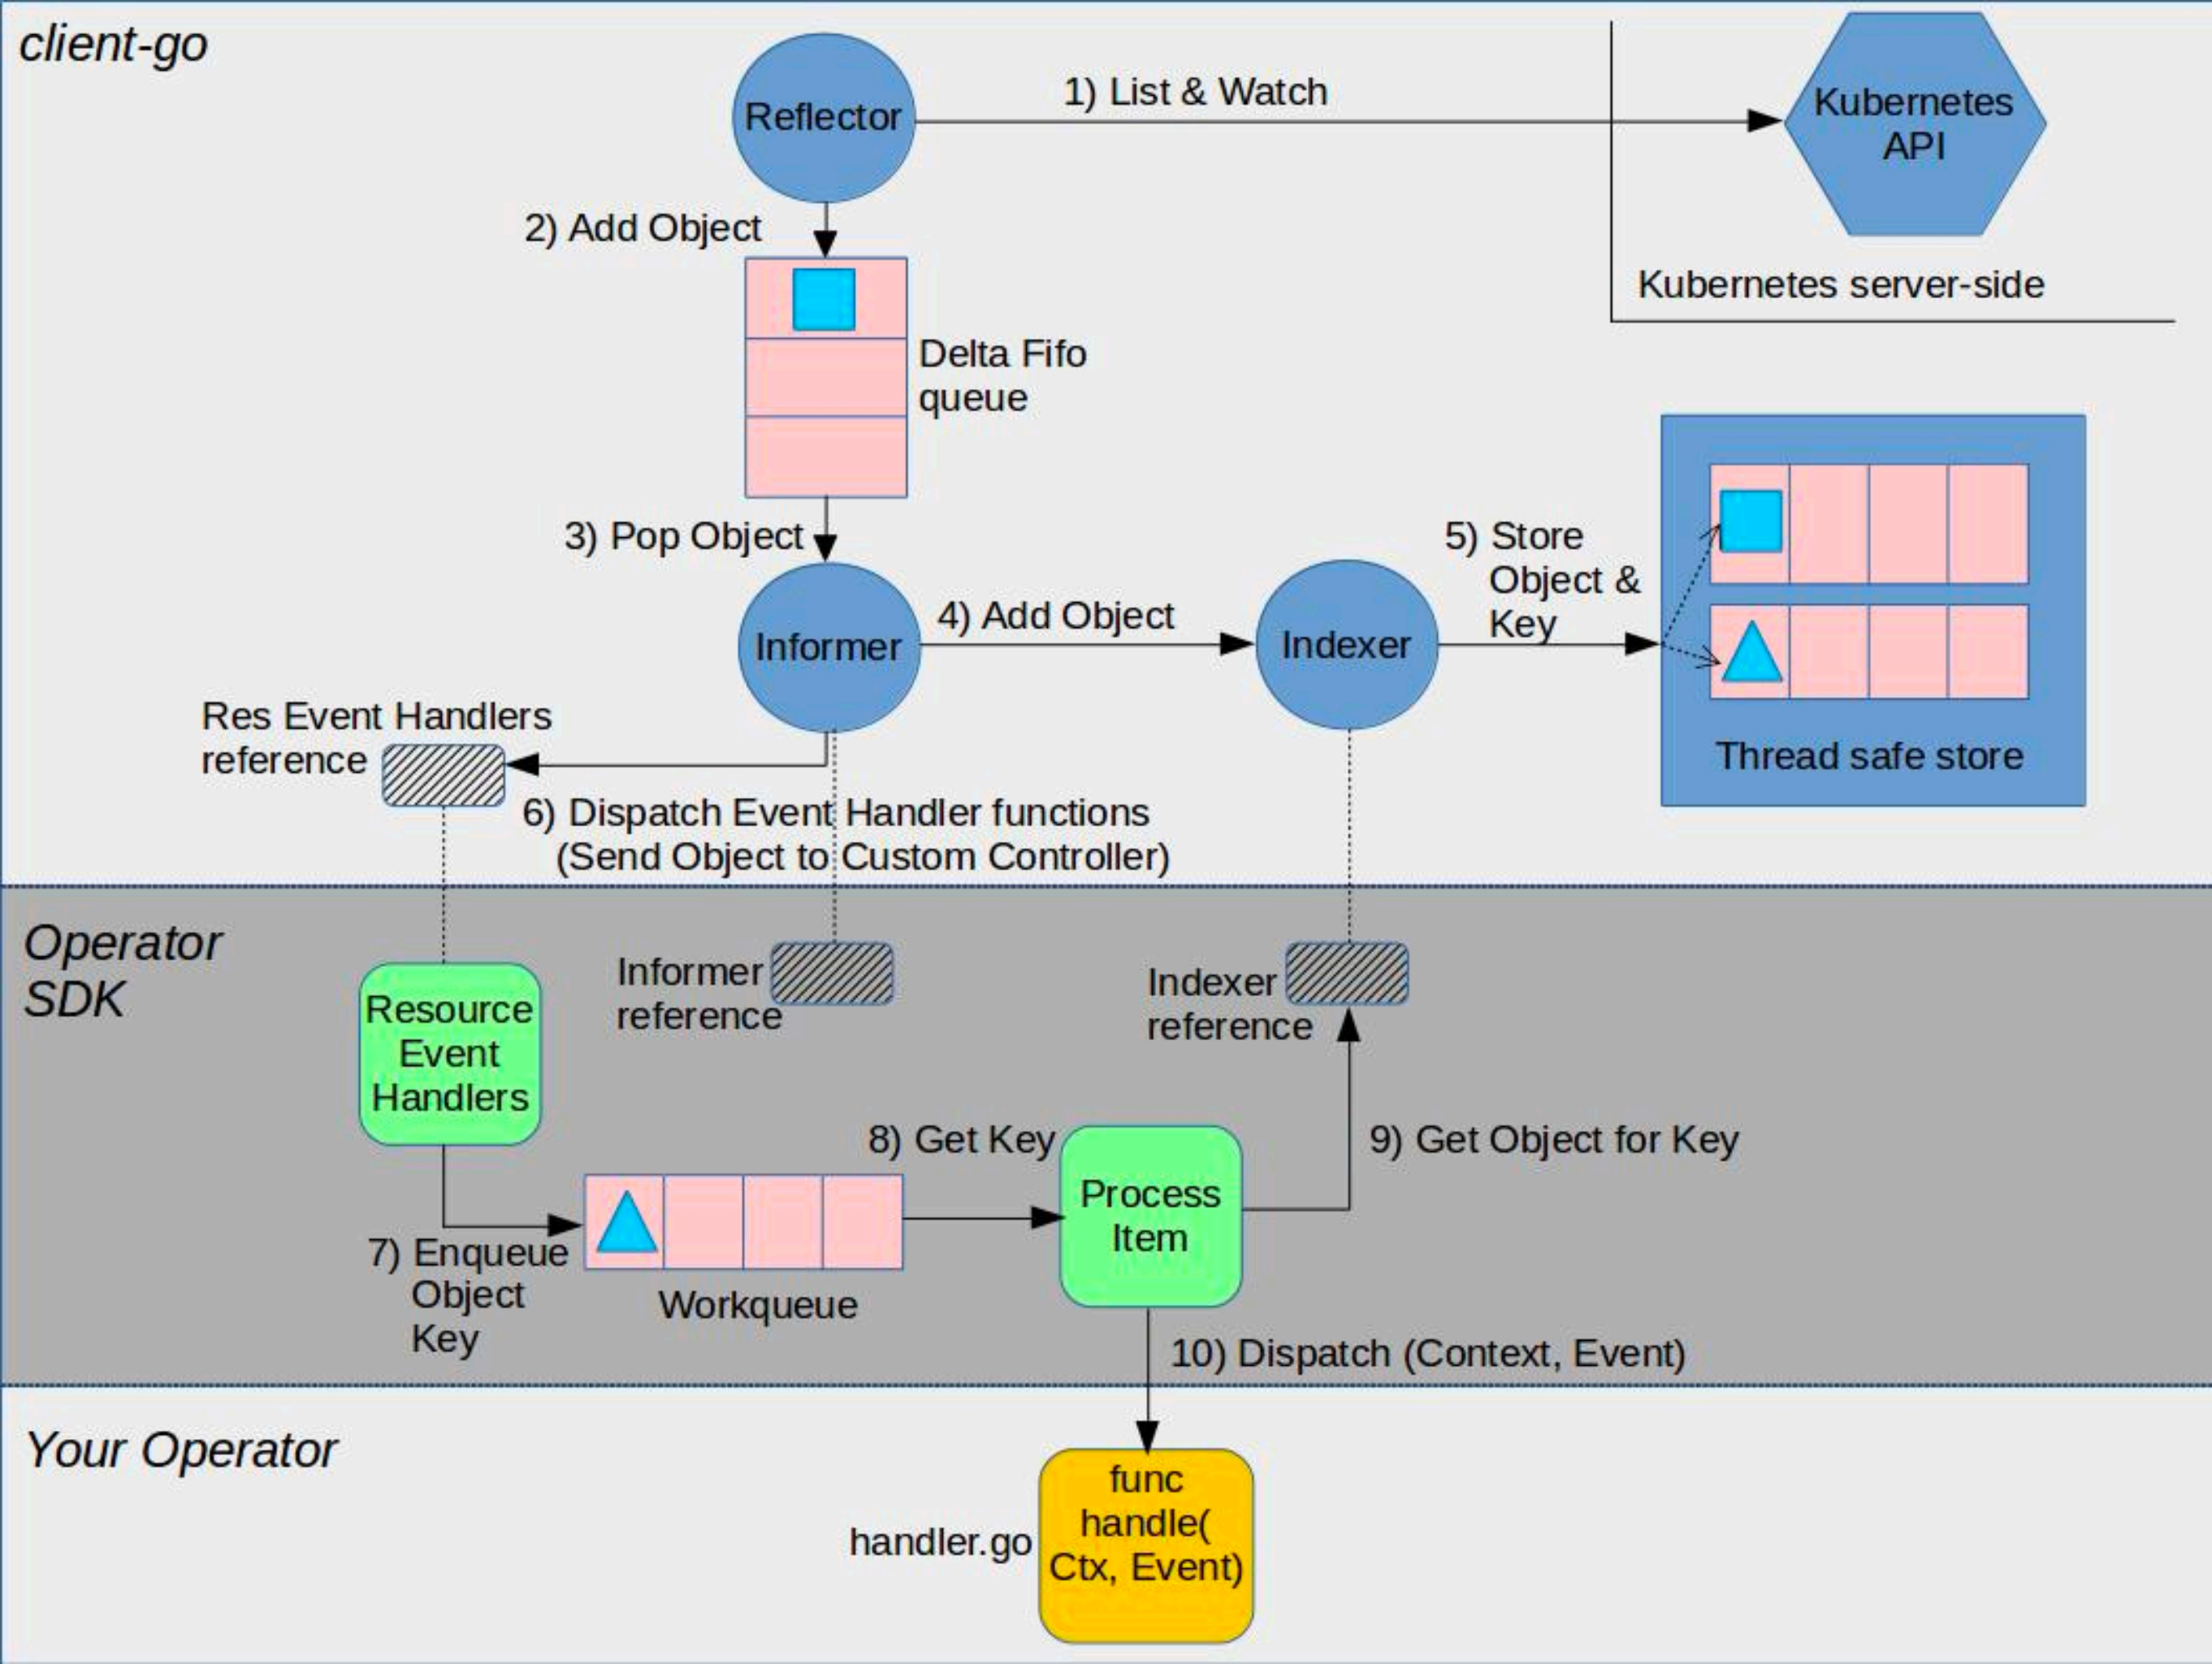 client-go
Reflector
1) List & Watch
Kubernetes
API
Kubernetes server-side
2) Add Object
Delta Fifo
queue
3) Pop Object
Informer
4) Add Object
Indexer
5) Store
Object &
Key
Thread safe store
Res Event Handlers
reference
6) Dispatch Event Handler functions
(Send Object to Custom Controller)
Operator
SDK
Resource
Event
Handlers
Informer
reference
Indexer
reference
7) Enqueue
Object
Key
Workqueue
8) Get Key
Process
Item
9) Get Object for Key
10) Dispatch (Context, Event)
Your Operator
handler.go
func
handle(
Ctx, Event)